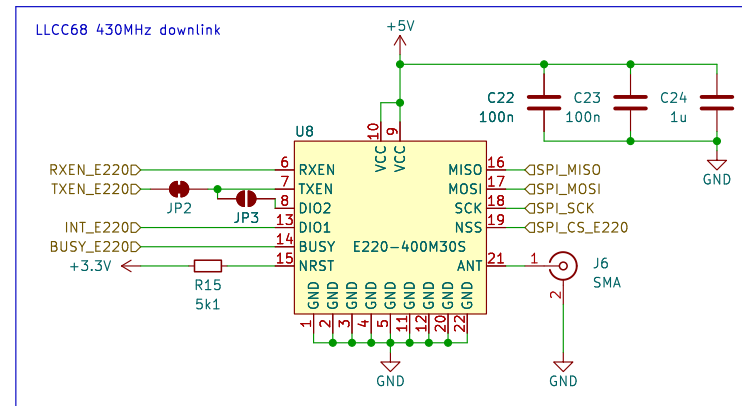 LLCC68 430MHz downlink
+5V
C22
100n
C23
100n
C24
1u
GND
U8
10
9
VCC
VCC
RXEN_E220
6
RXEN
MISO
16
SPI_MISO
TXEN_E220
JP2
7
TXEN
MOSI
17
SPI_MOSI
JP3
8
DIO2
SCK
18
SPI_SCK
INT_E220
13
DIO1
NSS
19
SPI_CS_E220
BUSY_E220
14
BUSY
E220-400M30S
+3.3V
R15
5k1
15
NRST
ANT
21
1
J6
SMA
2
GND
GND
GND
GND
GND
GND
GND
GND
GND
1
2
3
4
5
11
12
20
22
GND
GND